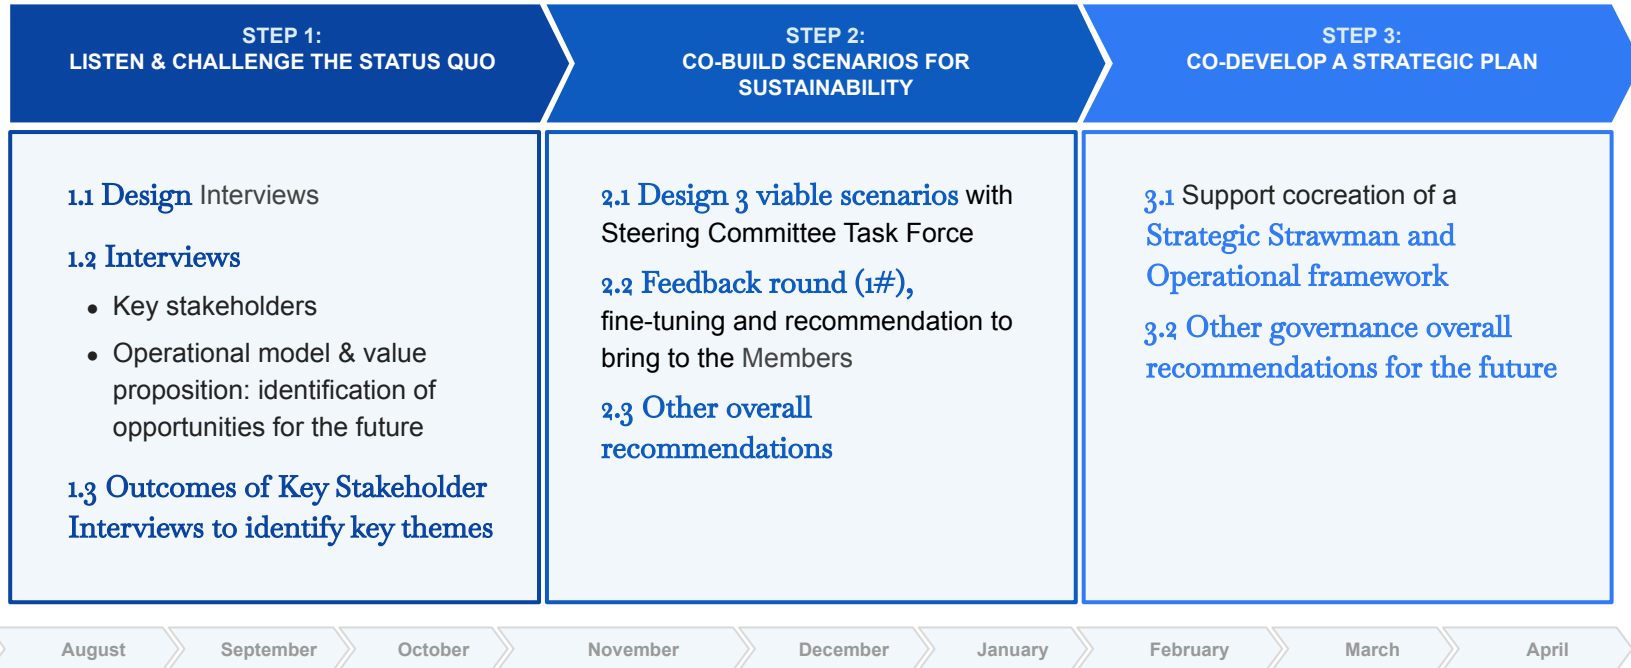 STEP 1:
LISTEN & CHALLENGE THE STATUS QUO
STEP 2:
CO-BUILD SCENARIOS FOR
SUSTAINABILITY
STEP 3:
CO-DEVELOP A STRATEGIC PLAN
1.1 Design Interviews
1.2 Interviews
• Key stakeholders
• Operational model & value
proposition: identification of
opportunities for the future
1.3 Outcomes of Key Stakeholder
Interviews to identify key themes
2.1 Design 3 viable scenarios with
Steering Committee Task Force
2.2 Feedback round (1#),
fine-tuning and recommendation to
bring to the Members
2.3 Other overall
recommendations
3.1 Support cocreation of a
Strategic Strawman and
Operational framework
3.2 Other governance overall
recommendations for the future
August September October November December January February March April